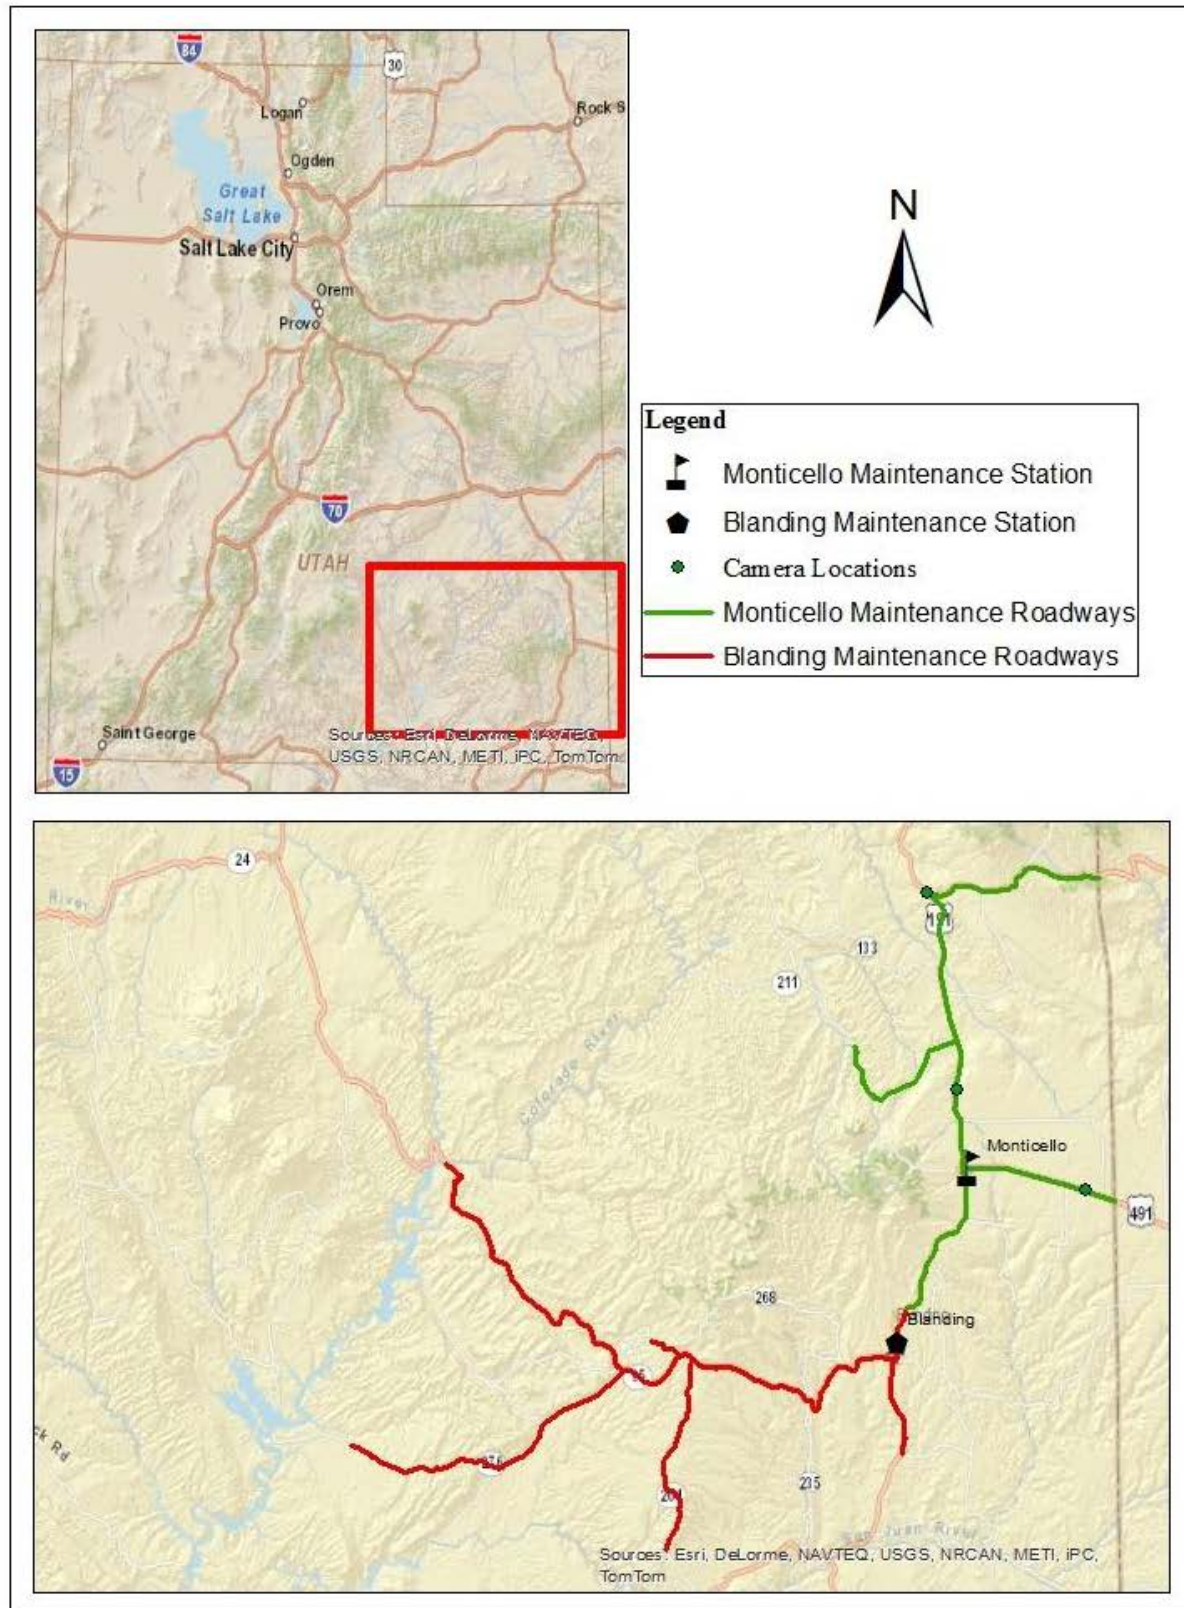 84
30
Logan
Rock S
Ogden
Great
Salt Lake
Salt Lake City
Orem
Provo
70
UTAH
Saint George
15
Sources: Esri, DeLorme, NAVTEQ,
USGS, NRCAN, METI, iPC, TomTom
N
Legend
Monticello Maintenance Station
Blanding Maintenance Station
Camera Locations
Monticello Maintenance Roadways
Blanding Maintenance Roadways
24
River
191
133
211
Colorado River
Monticello
491
268
Blanding
95
276
261
235
ck Rd
San Juan River
Sources: Esri, DeLorme, NAVTEQ, USGS, NRCAN, METI, iPC,
TomTom